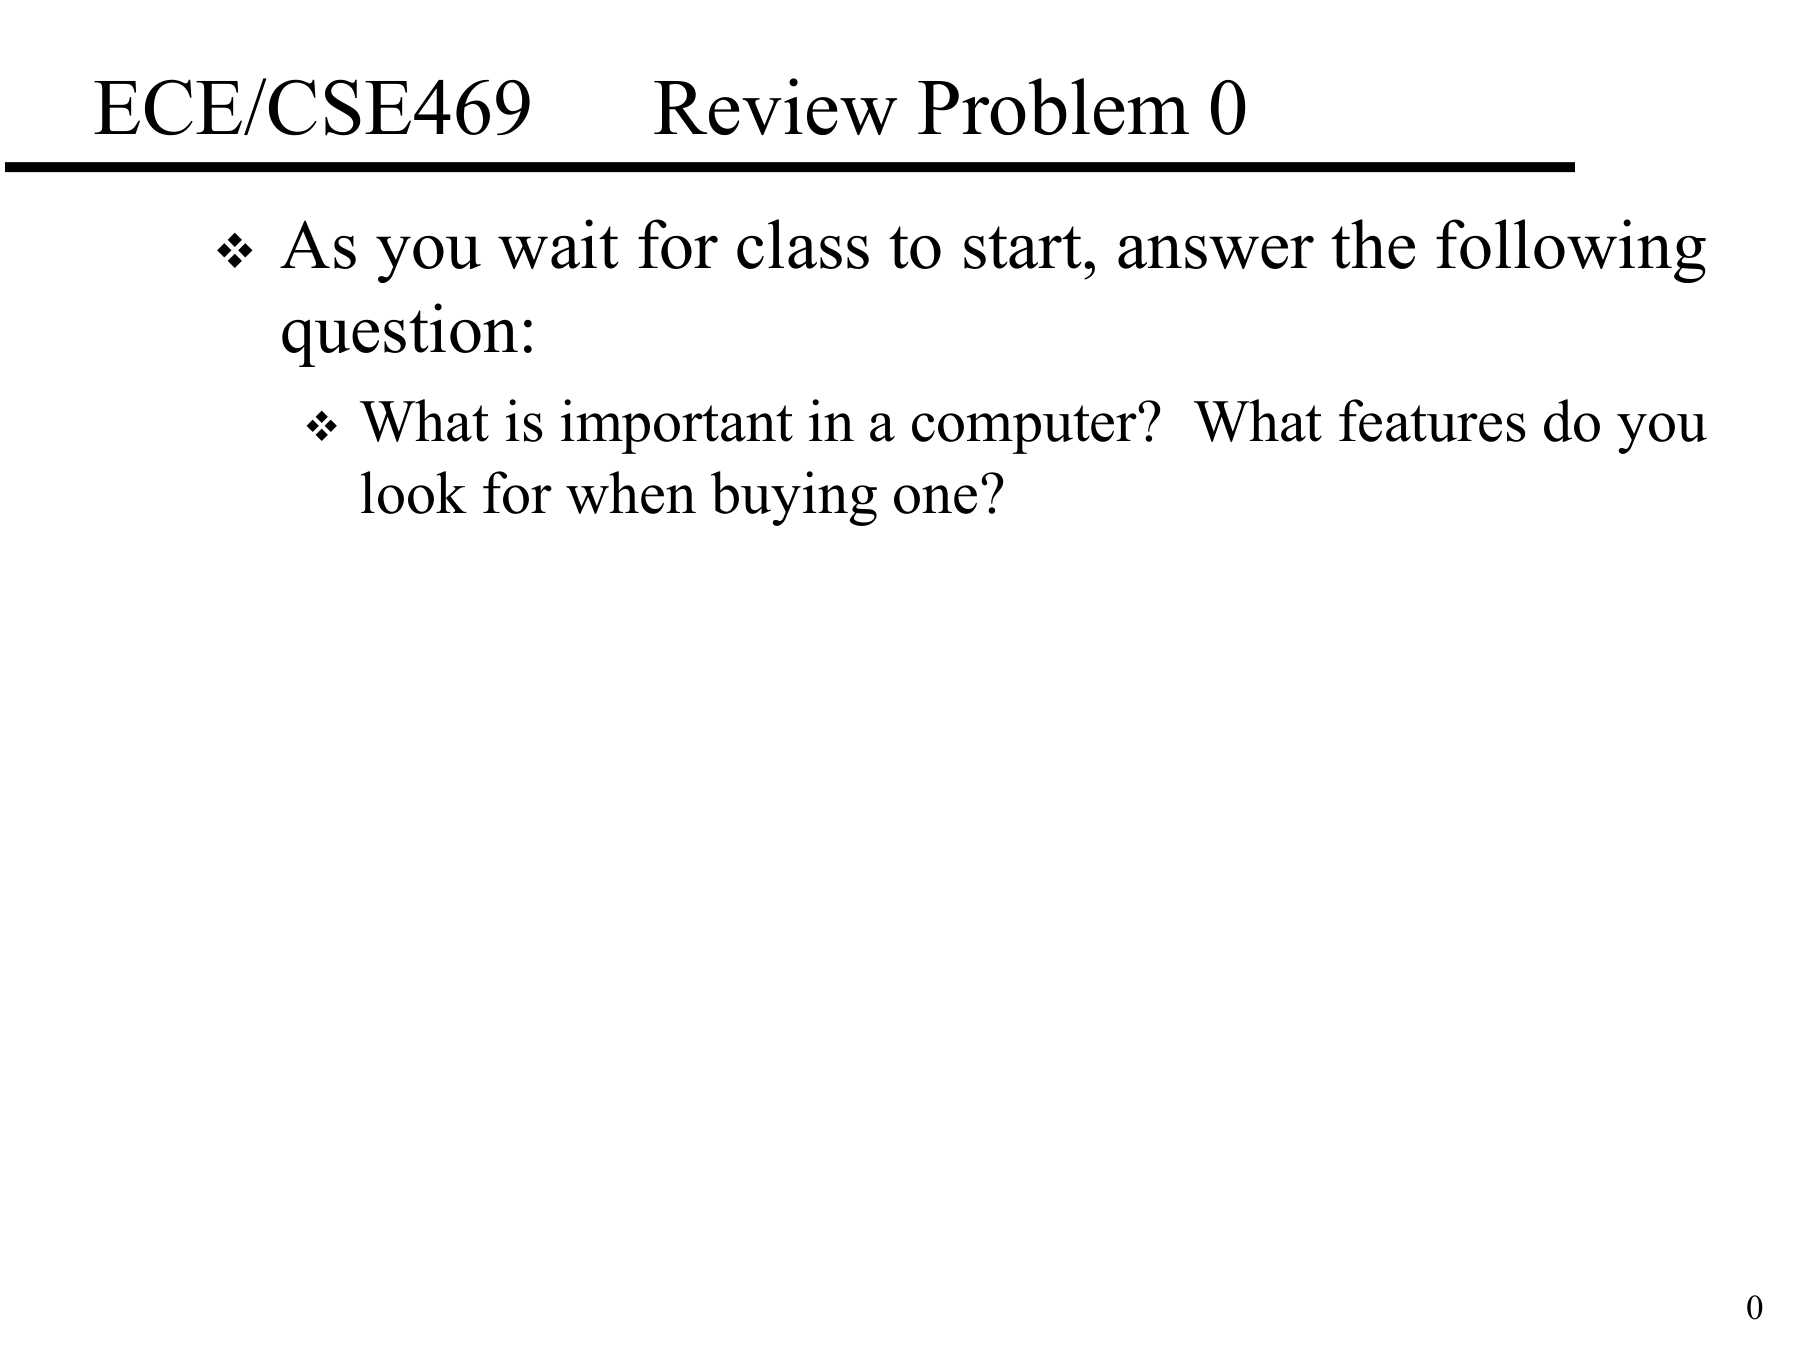 ECE/CSE469 Review Problem 0
❖ As you wait for class to start, answer the following
question:
❖ What is important in a computer? What features do you
look for when buying one?
0